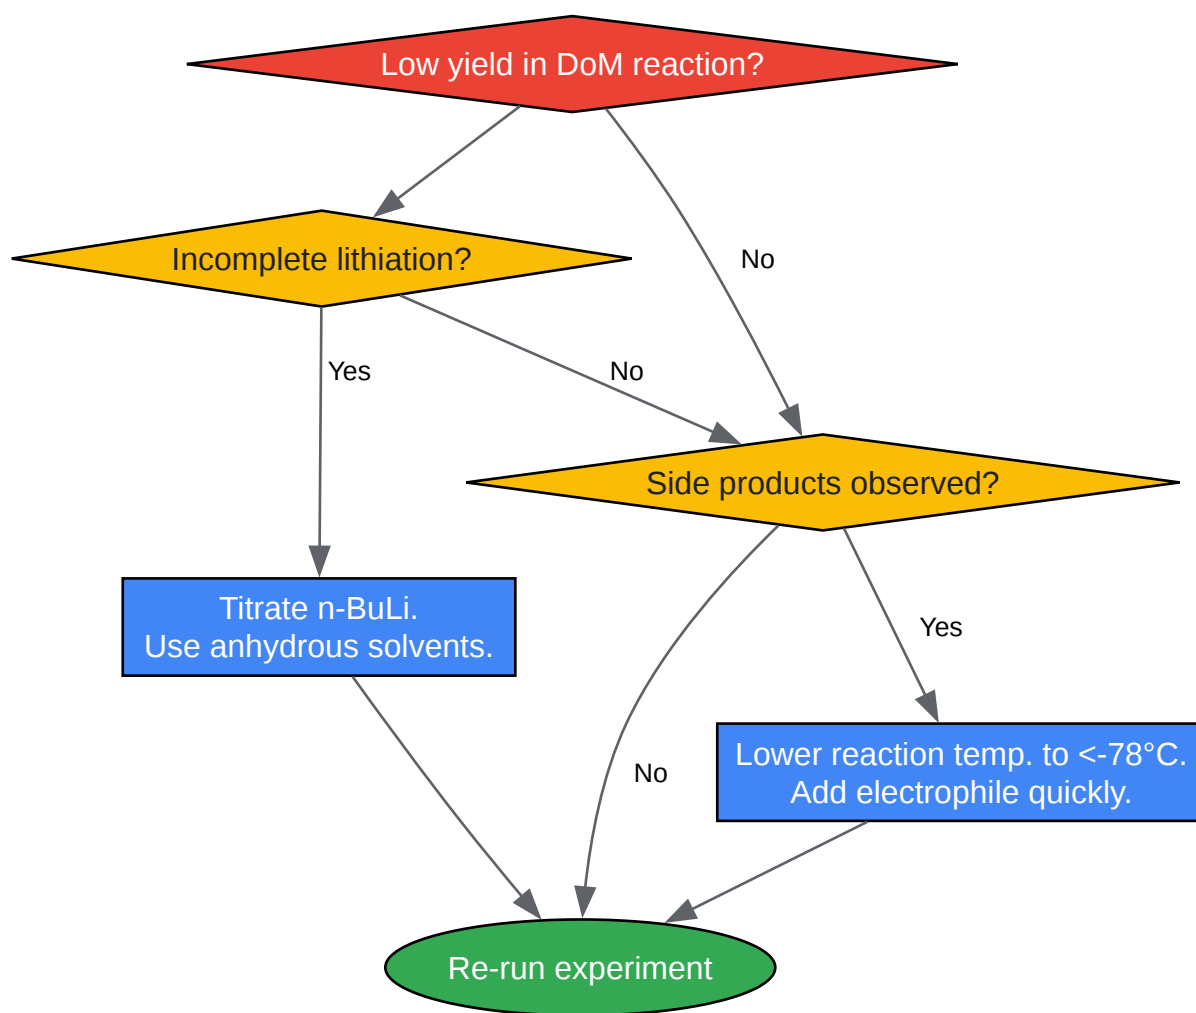 Low yield in DoM reaction?
Incomplete lithiation?
No
Yes
No
Side products observed?
Titrate n-BuLi.
Use anhydrous solvents.
Yes
No
Lower reaction temp. to <-78°C.
Add electrophile quickly.
Re-run experiment